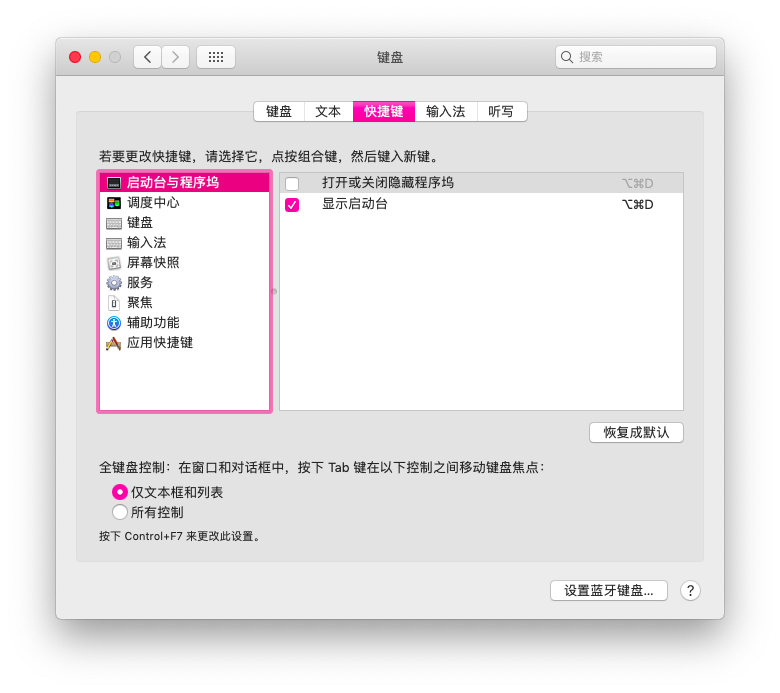 键盘
搜索
键盘 文本 快捷键 输入法 听写
若要更改快捷键，请选择它，点按组合键，然后键入新键。
启动台与程序坞
调度中心
键盘
输入法
屏幕快照
服务
聚焦
辅助功能
应用快捷键
打开或关闭隐藏程序坞 ⌥⌘D
显示启动台 ⌥⌘D
恢复成默认
全键盘控制：在窗口和对话框中，按下 Tab 键在以下控制之间移动键盘焦点：
仅文本框和列表
所有控制
按下 Control+F7 来更改此设置。
设置蓝牙键盘... ?